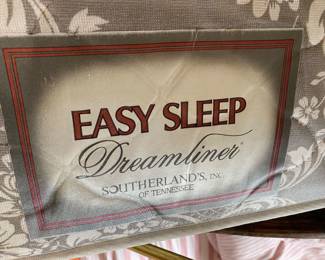 EASY SLEEP
Dreamliner®
SOUTHERLAND'S, INC.
OF TENNESSEE